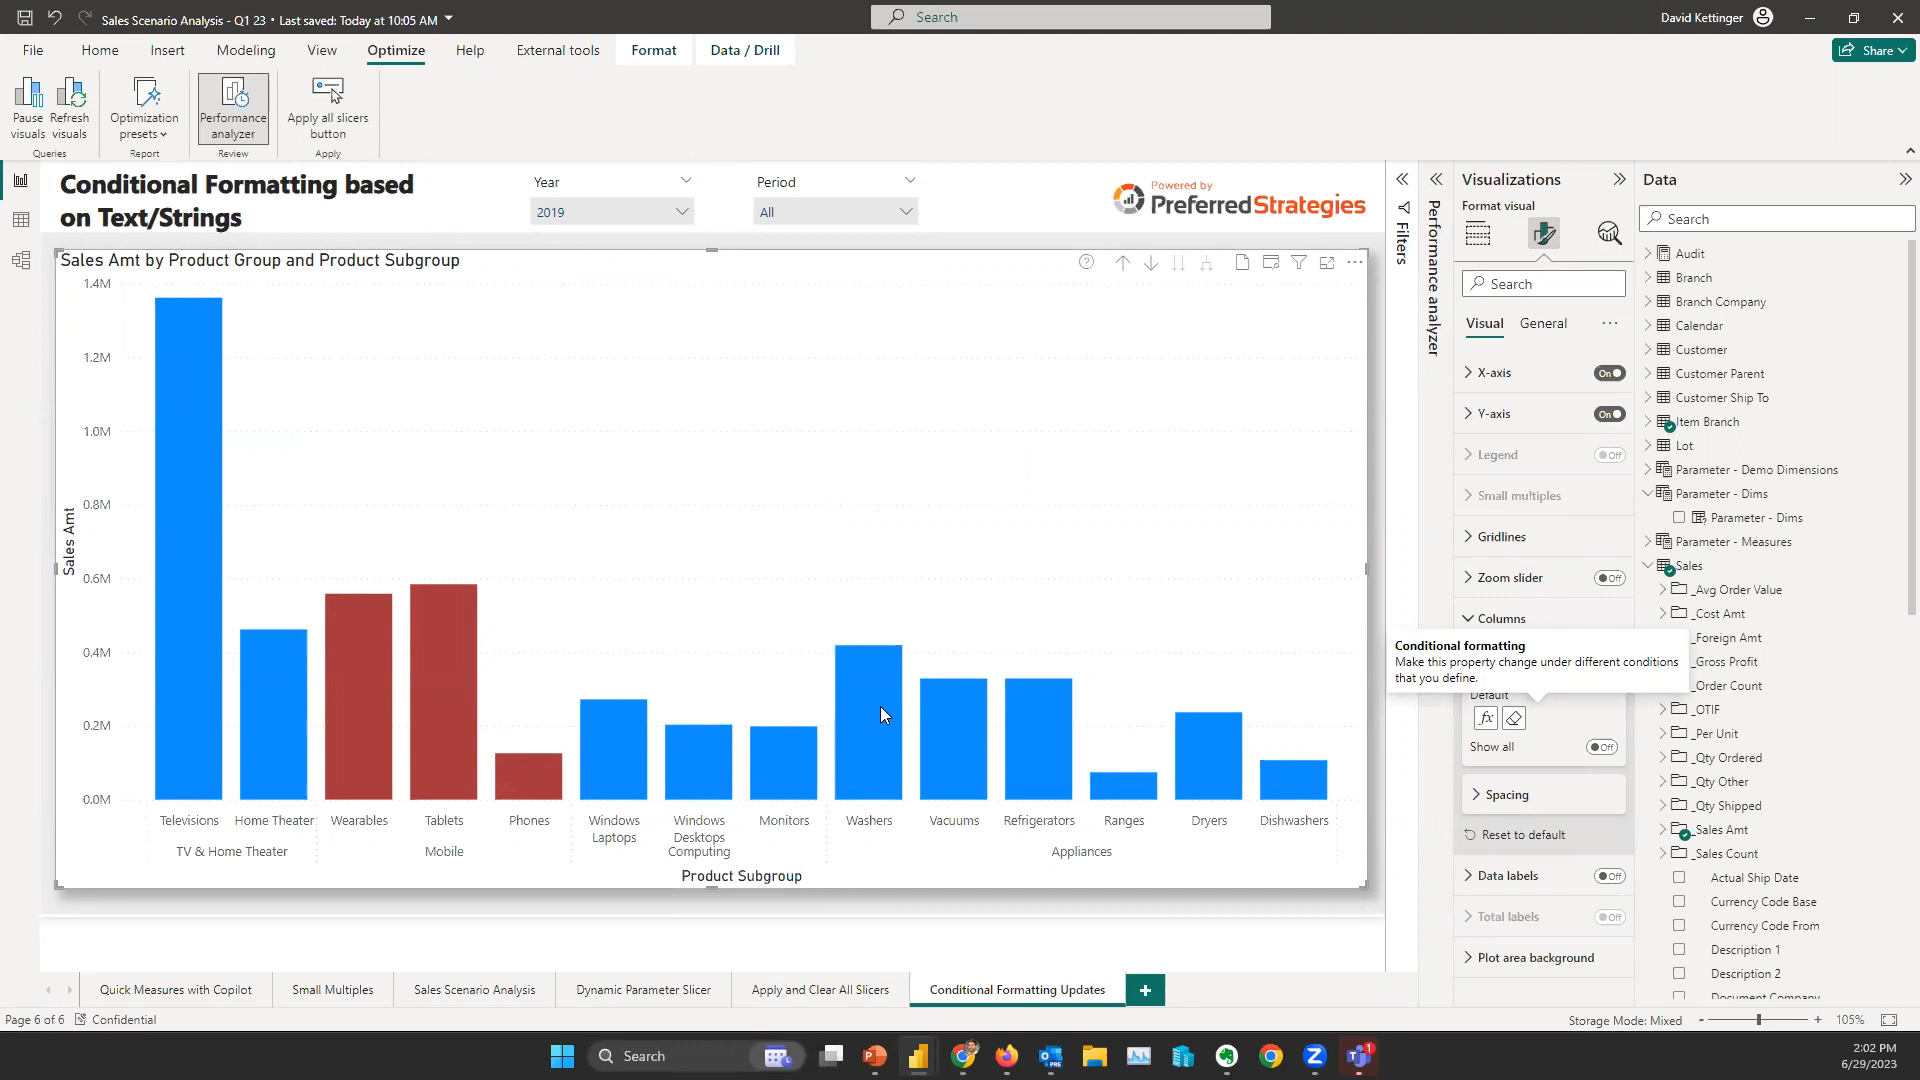 Sales Scenario Analysis - Q1 23 • Last saved: Today at 10:05 AM
Search
David Kettinger
File
Home
Insert
Modeling
View
Optimize
Help
External tools
Format
Data / Drill
Share
Pause visuals
Refresh visuals
Optimization presets
Performance analyzer
Apply all slicers button
Queries
Report
Review
Apply
Conditional Formatting based
on Text/Strings
Year
2019
Period
All
Powered by
PreferredStrategies
Sales Amt by Product Group and Product Subgroup
1.4M
1.2M
1.0M
0.8M
0.6M
0.4M
0.2M
0.0M
Sales Amt
Televisions
Home Theater
Wearables
Tablets
Phones
Windows Laptops
Windows Desktops
Monitors
Washers
Vacuums
Refrigerators
Ranges
Dryers
Dishwashers
TV & Home Theater
Mobile
Computing
Appliances
Product Subgroup
Filters
Performance analyzer
Visualizations
Format visual
Search
Visual
General
X-axis
On
Y-axis
On
Legend
Off
Small multiples
Gridlines
Zoom slider
Off
Columns
Conditional formatting
Make this property change under different conditions
that you define.
Default
fx
Show all
Off
Spacing
Reset to default
Data labels
Off
Total labels
Off
Plot area background
Data
Search
Audit
Branch
Branch Company
Calendar
Customer
Customer Parent
Customer Ship To
Item Branch
Lot
Parameter - Demo Dimensions
Parameter - Dims
Parameter - Dims
Parameter - Measures
Sales
_Avg Order Value
_Cost Amt
_Foreign Amt
_Gross Profit
_Order Count
_OTIF
_Per Unit
_Qty Ordered
_Qty Other
_Qty Shipped
_Sales Amt
_Sales Count
Actual Ship Date
Currency Code Base
Currency Code From
Description 1
Description 2
Document Company
Quick Measures with Copilot
Small Multiples
Sales Scenario Analysis
Dynamic Parameter Slicer
Apply and Clear All Slicers
Conditional Formatting Updates
Page 6 of 6
Confidential
Storage Mode: Mixed
105%
Search
PRE
1
2:02 PM
6/29/2023